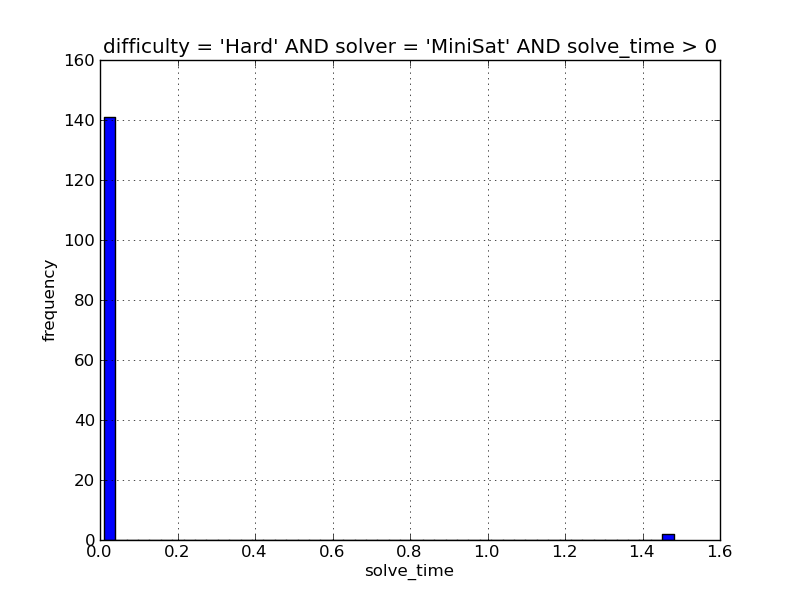 difficulty = 'Hard' AND solver = 'MiniSat' AND solve_time > 0
160
140
120
100
80
60
40
20
0
frequency
0.0 0.2 0.4 0.6 0.8 1.0 1.2 1.4 1.6
solve_time